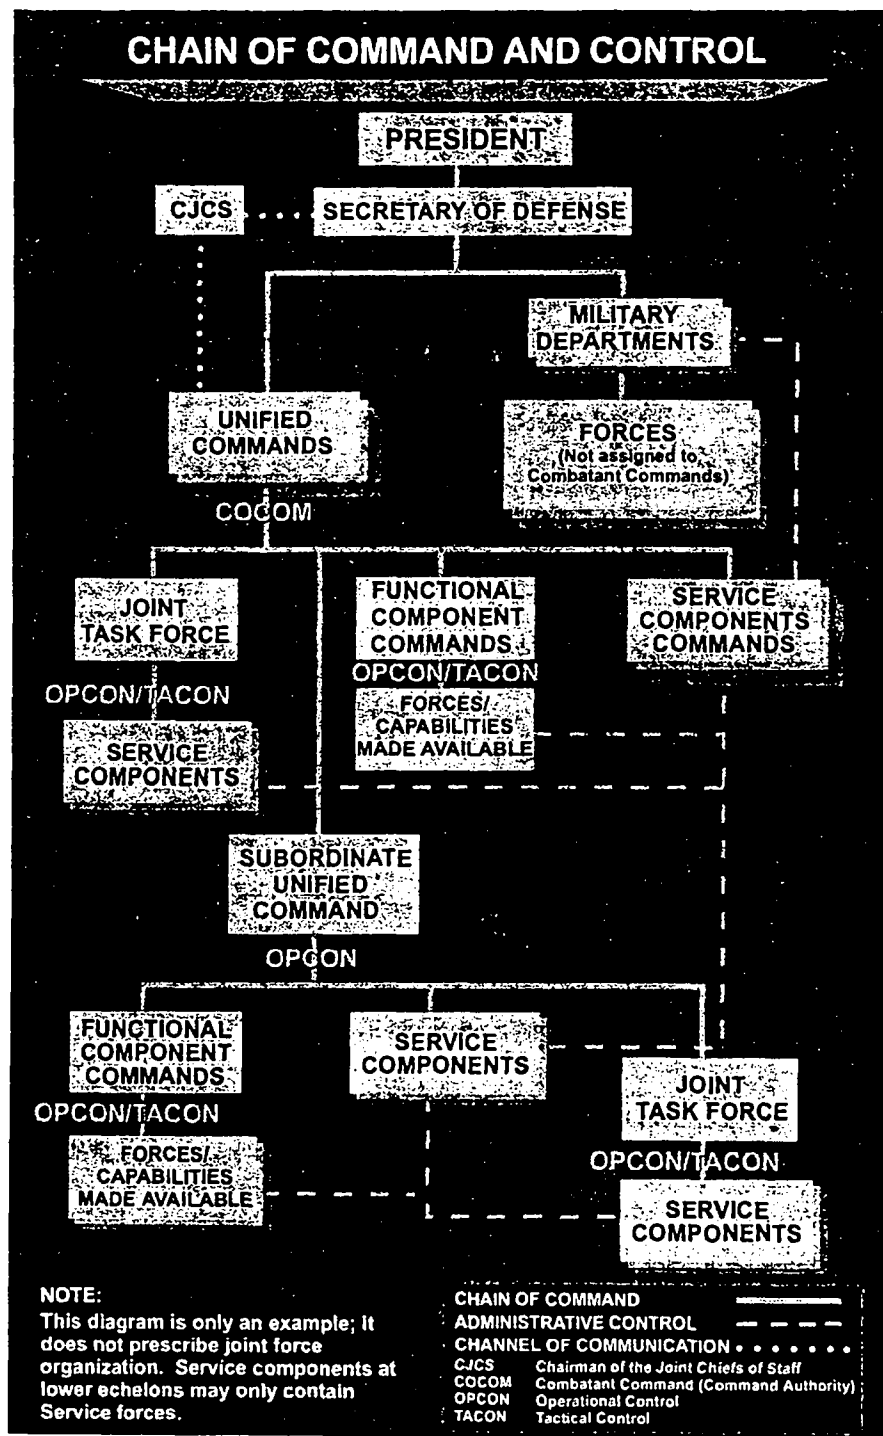 CHAIN OF COMMAND AND CONTROL
PRESIDENT
CJCS
SECRETARY OF DEFENSE
MILITARY
DEPARTMENTS
UNIFIED
COMMANDS
FORCES
(Not assigned to
Combatant Commands)
COCOM
JOINT
TASK FORCE
FUNCTIONAL
COMPONENT
COMMANDS
SERVICE
COMPONENTS
COMMANDS
OPCON/TACON
OPCON/TACON
FORCES/
CAPABILITIES
MADE AVAILABLE
SERVICE
COMPONENTS
SUBORDINATE
UNIFIED
COMMAND
OPCON
FUNCTIONAL
COMPONENT
COMMANDS
SERVICE
COMPONENTS
JOINT
TASK FORCE
OPCON/TACON
FORCES/
CAPABILITIES
MADE AVAILABLE
OPCON/TACON
SERVICE
COMPONENTS
NOTE:
This diagram is only an example; it
does not prescribe joint force
organization. Service components at
lower echelons may only contain
Service forces.
CHAIN OF COMMAND
ADMINISTRATIVE CONTROL
CHANNEL OF COMMUNICATION
CJCS Chairman of the Joint Chiefs of Staff
COCOM Combatant Command (Command Authority)
OPCON Operational Control
TACON Tactical Control